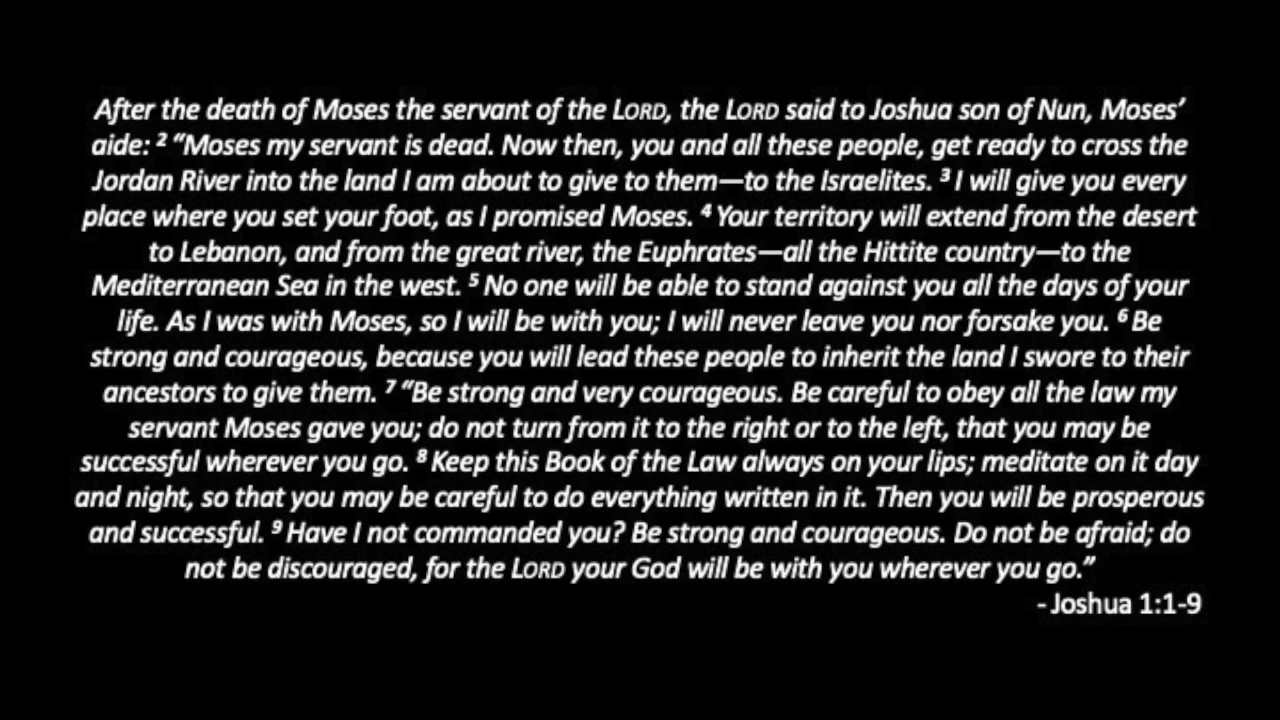 After the death of Moses the servant of the LORD, the LORD said to Joshua son of Nun, Moses’
aide: ² “Moses my servant is dead. Now then, you and all these people, get ready to cross the
Jordan River into the land I am about to give to them—to the Israelites. ³ I will give you every
place where you set your foot, as I promised Moses. ⁴ Your territory will extend from the desert
to Lebanon, and from the great river, the Euphrates—all the Hittite country—to the
Mediterranean Sea in the west. ⁵ No one will be able to stand against you all the days of your
life. As I was with Moses, so I will be with you; I will never leave you nor forsake you. ⁶ Be
strong and courageous, because you will lead these people to inherit the land I swore to their
ancestors to give them. ⁷ “Be strong and very courageous. Be careful to obey all the law my
servant Moses gave you; do not turn from it to the right or to the left, that you may be
successful wherever you go. ⁸ Keep this Book of the Law always on your lips; meditate on it day
and night, so that you may be careful to do everything written in it. Then you will be prosperous
and successful. ⁹ Have I not commanded you? Be strong and courageous. Do not be afraid; do
not be discouraged, for the LORD your God will be with you wherever you go.”
- Joshua 1:1-9